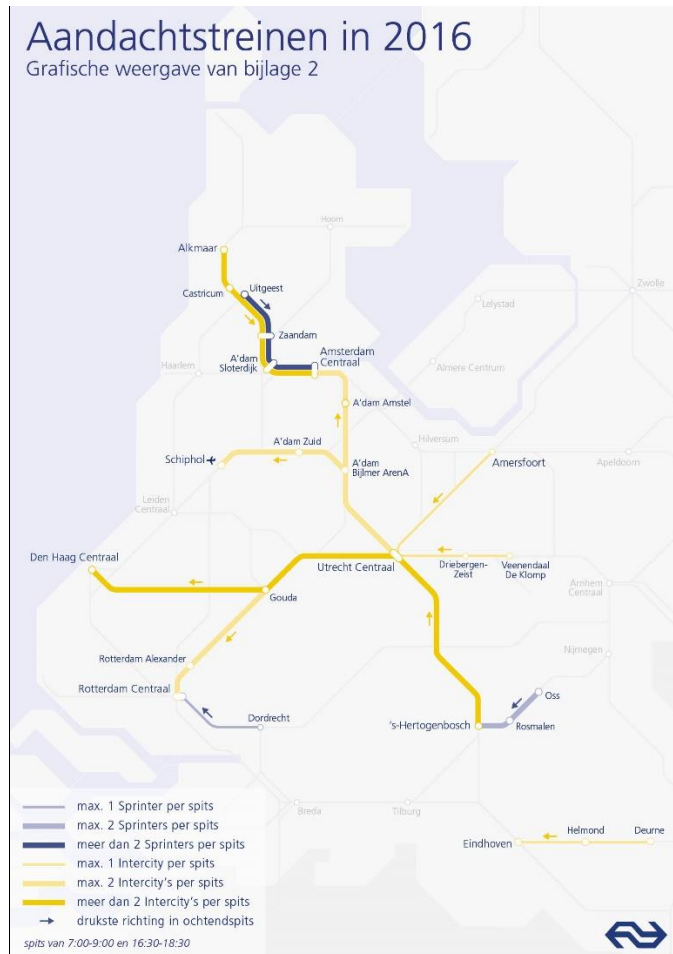 Aandachtstreinen in 2016
Grafische weergave van bijlage 2
Hoorn
Alkmaar
Castricum
Uitgeest
Zwolle
Lelystad
Zaandam
Haarlem
A'dam
Sloterdijk
Amsterdam
Centraal
Almere Centrum
A'dam Amstel
A'dam Zuid
Hilversum
Schiphol
A'dam
Bijlmer ArenA
Amersfoort
Apeldoorn
Leiden
Centraal
Den Haag Centraal
Utrecht Centraal
Driebergen-
Zeist
Veenendaal
De Klomp
Arnhem
Centraal
Gouda
Nijmegen
Rotterdam Alexander
Rotterdam Centraal
Oss
Dordrecht
's-Hertogenbosch
Rosmalen
Breda
Tilburg
Eindhoven
Helmond
Deurne
max. 1 Sprinter per spits
max. 2 Sprinters per spits
meer dan 2 Sprinters per spits
max. 1 Intercity per spits
max. 2 Intercity's per spits
meer dan 2 Intercity's per spits
drukste richting in ochtendspits
spits van 7:00-9:00 en 16:30-18:30